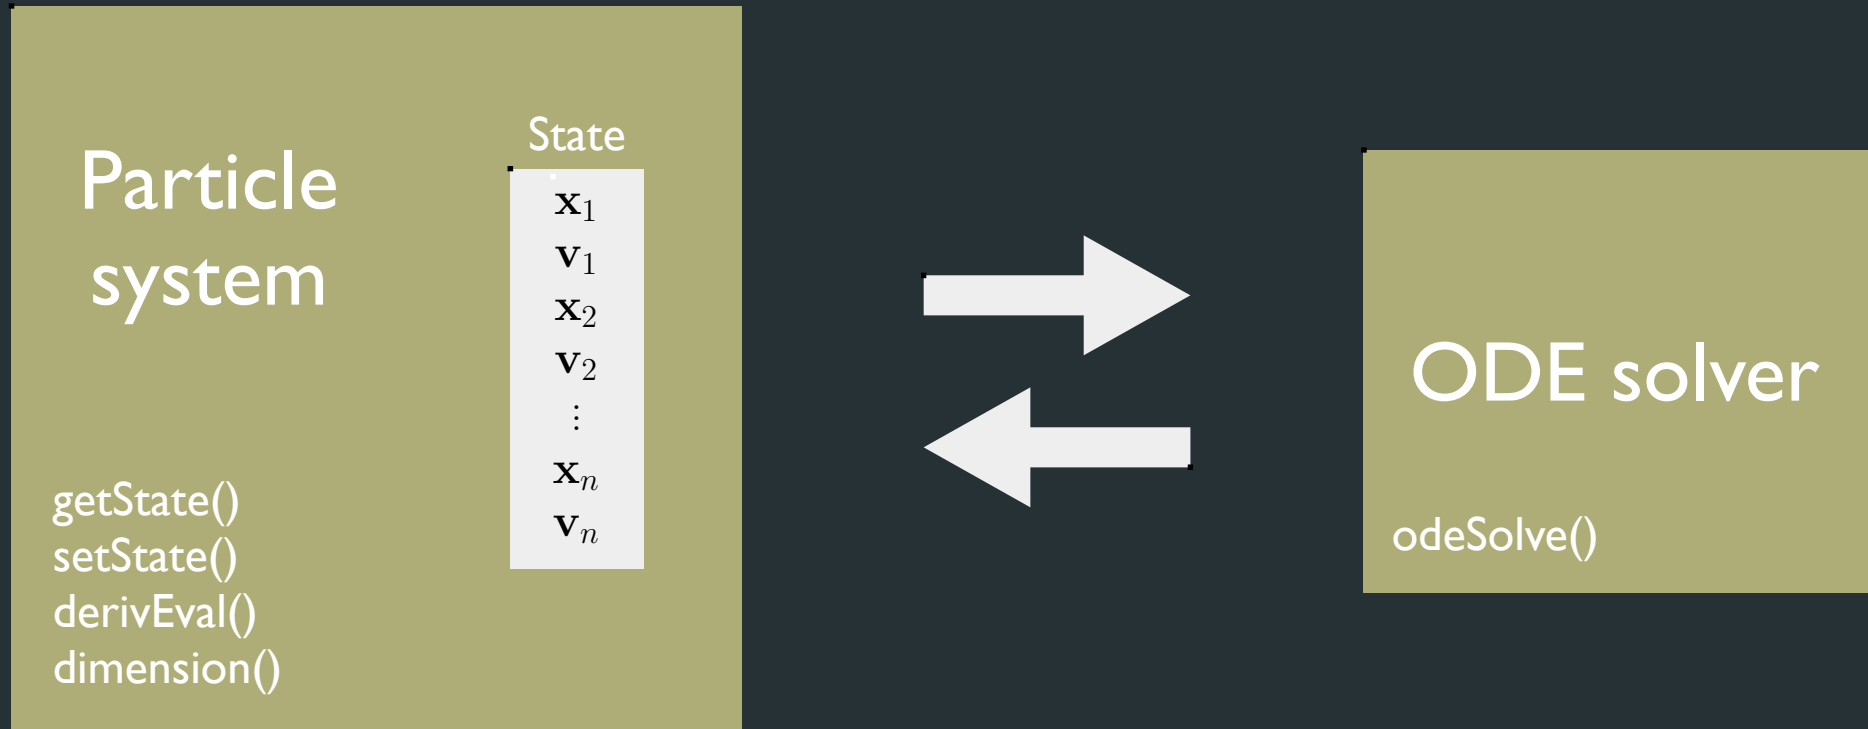 Particle
system
State
x₁
v₁
x₂
v₂
⋮
xₙ
vₙ
getState()
setState()
derivEval()
dimension()
ODE solver
odeSolve()